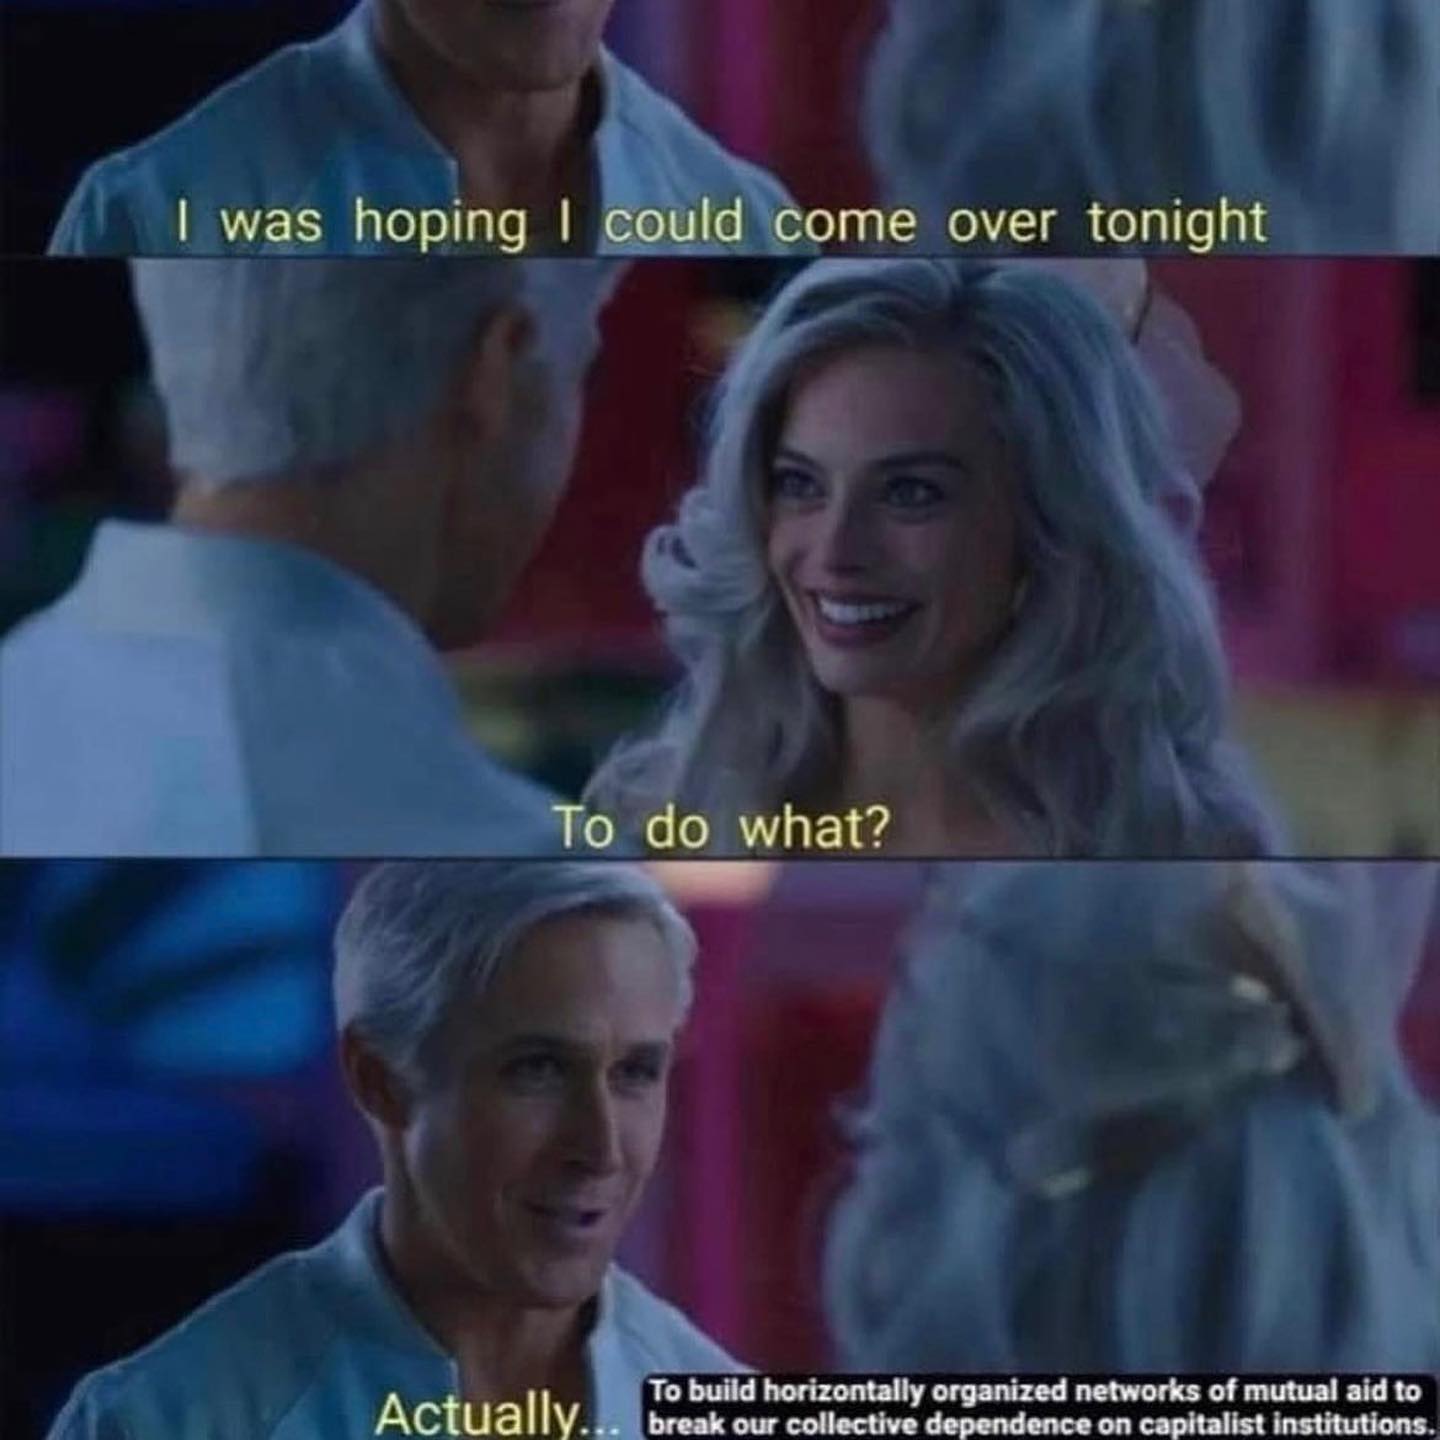 I was hoping I could come over tonight
To do what?
Actually...
To build horizontally organized networks of mutual aid to
break our collective dependence on capitalist institutions.